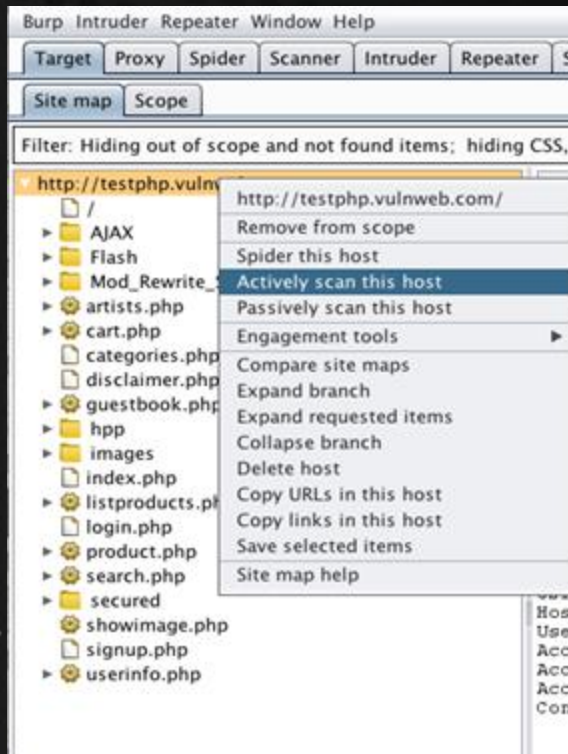 Burp Intruder Repeater Window Help
Target Proxy Spider Scanner Intruder Repeater
Site map Scope
Filter: Hiding out of scope and not found items; hiding CSS,
http://testphp.vulnw
/
AJAX
Flash
Mod_Rewrite_
artists.php
cart.php
categories.php
disclaimer.php
guestbook.php
hpp
images
index.php
listproducts.ph
login.php
product.php
search.php
secured
showimage.php
signup.php
userinfo.php
http://testphp.vulnweb.com/
Remove from scope
Spider this host
Actively scan this host
Passively scan this host
Engagement tools
Compare site maps
Expand branch
Expand requested items
Collapse branch
Delete host
Copy URLs in this host
Copy links in this host
Save selected items
Site map help
Hos
Use
Acc
Acc
Acc
Con